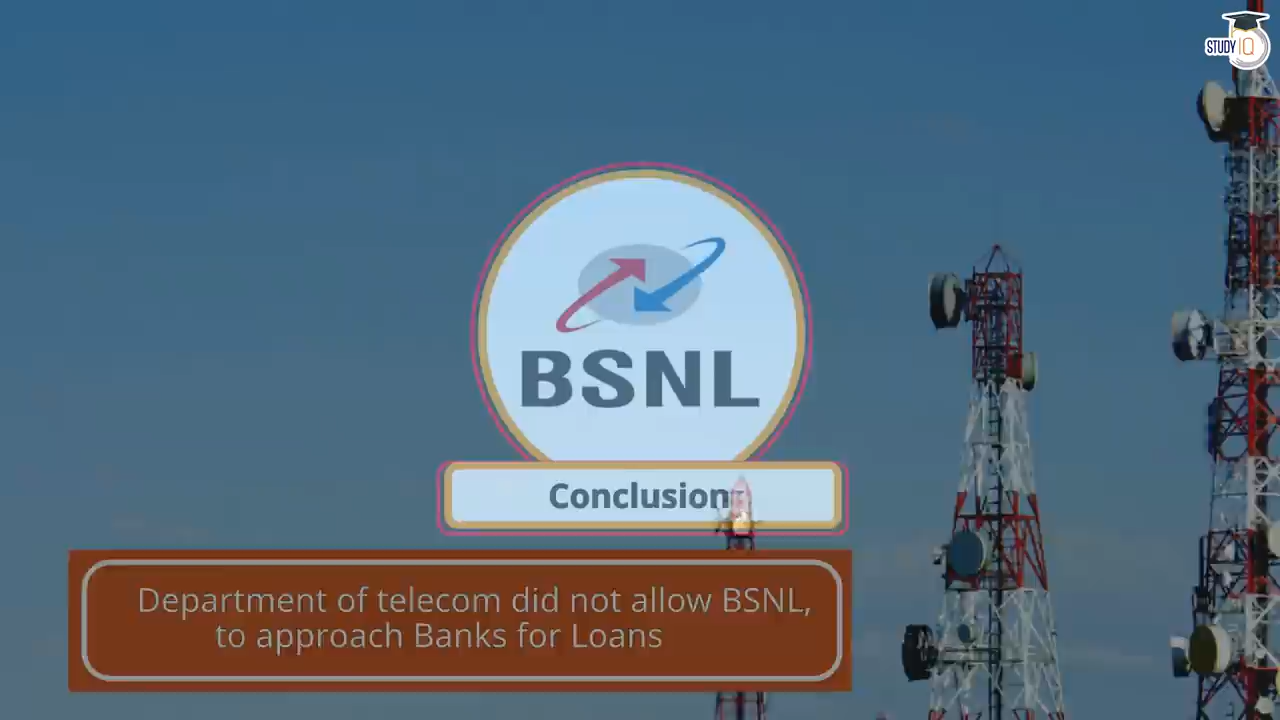 STUDY IQ
BSNL
Conclusion
Department of telecom did not allow BSNL,
to approach Banks for Loans